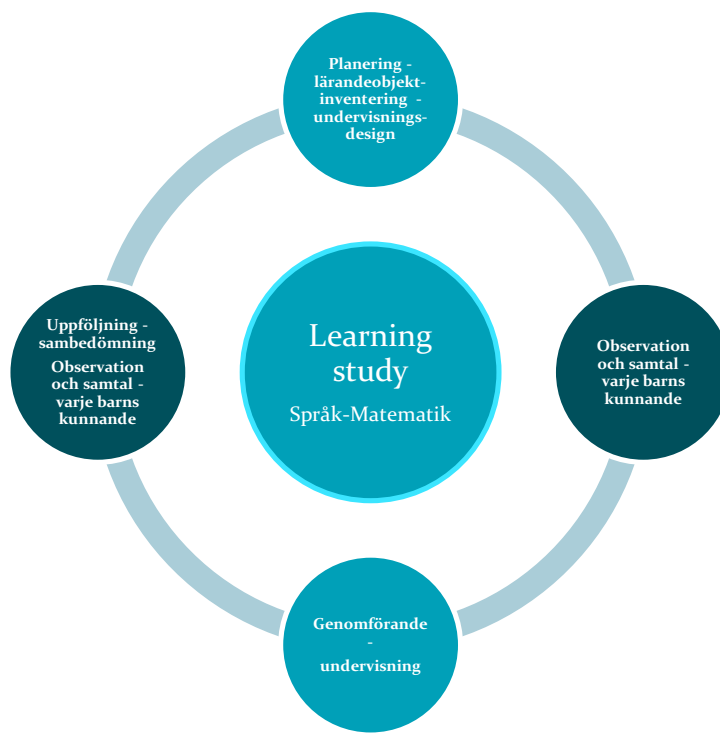 Planering -
lärandeobjekt-
inventering -
undervisnings-
design
Observation
och samtal -
varje barns
kunnande
Genomförande
-
undervisning
Uppföljning -
sambedömning
Observation
och samtal -
varje barns
kunnande
Learning
study
Språk-Matematik